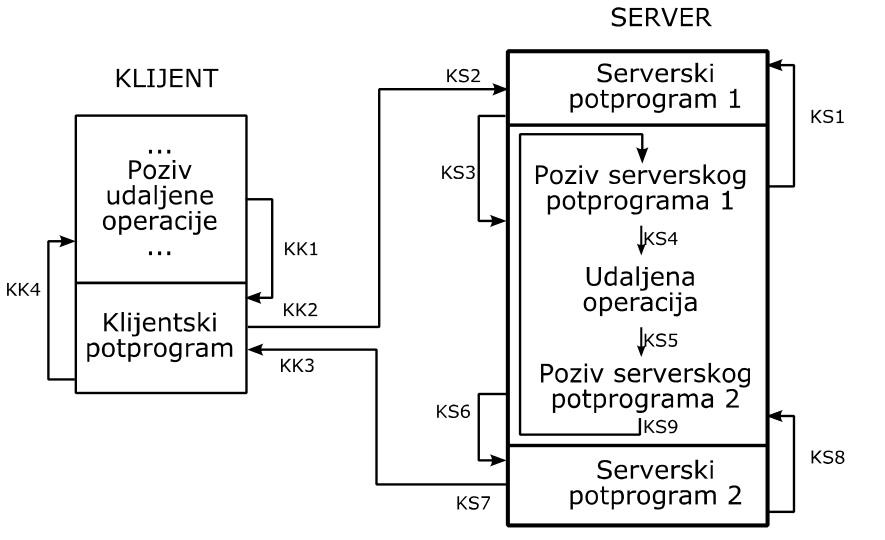 SERVER
KLIJENT
KS2
Serverski
potprogram 1
KS1
...
Poziv
udaljene
operacije
...
KS3
Poziv serverskog
potprograma 1
KK1
KS4
KK4
Udaljena
operacija
KK2
Klijentski
potprogram
KS5
KK3
Poziv serverskog
potprograma 2
KS6
KS9
KS8
Serverski
potprogram 2
KS7